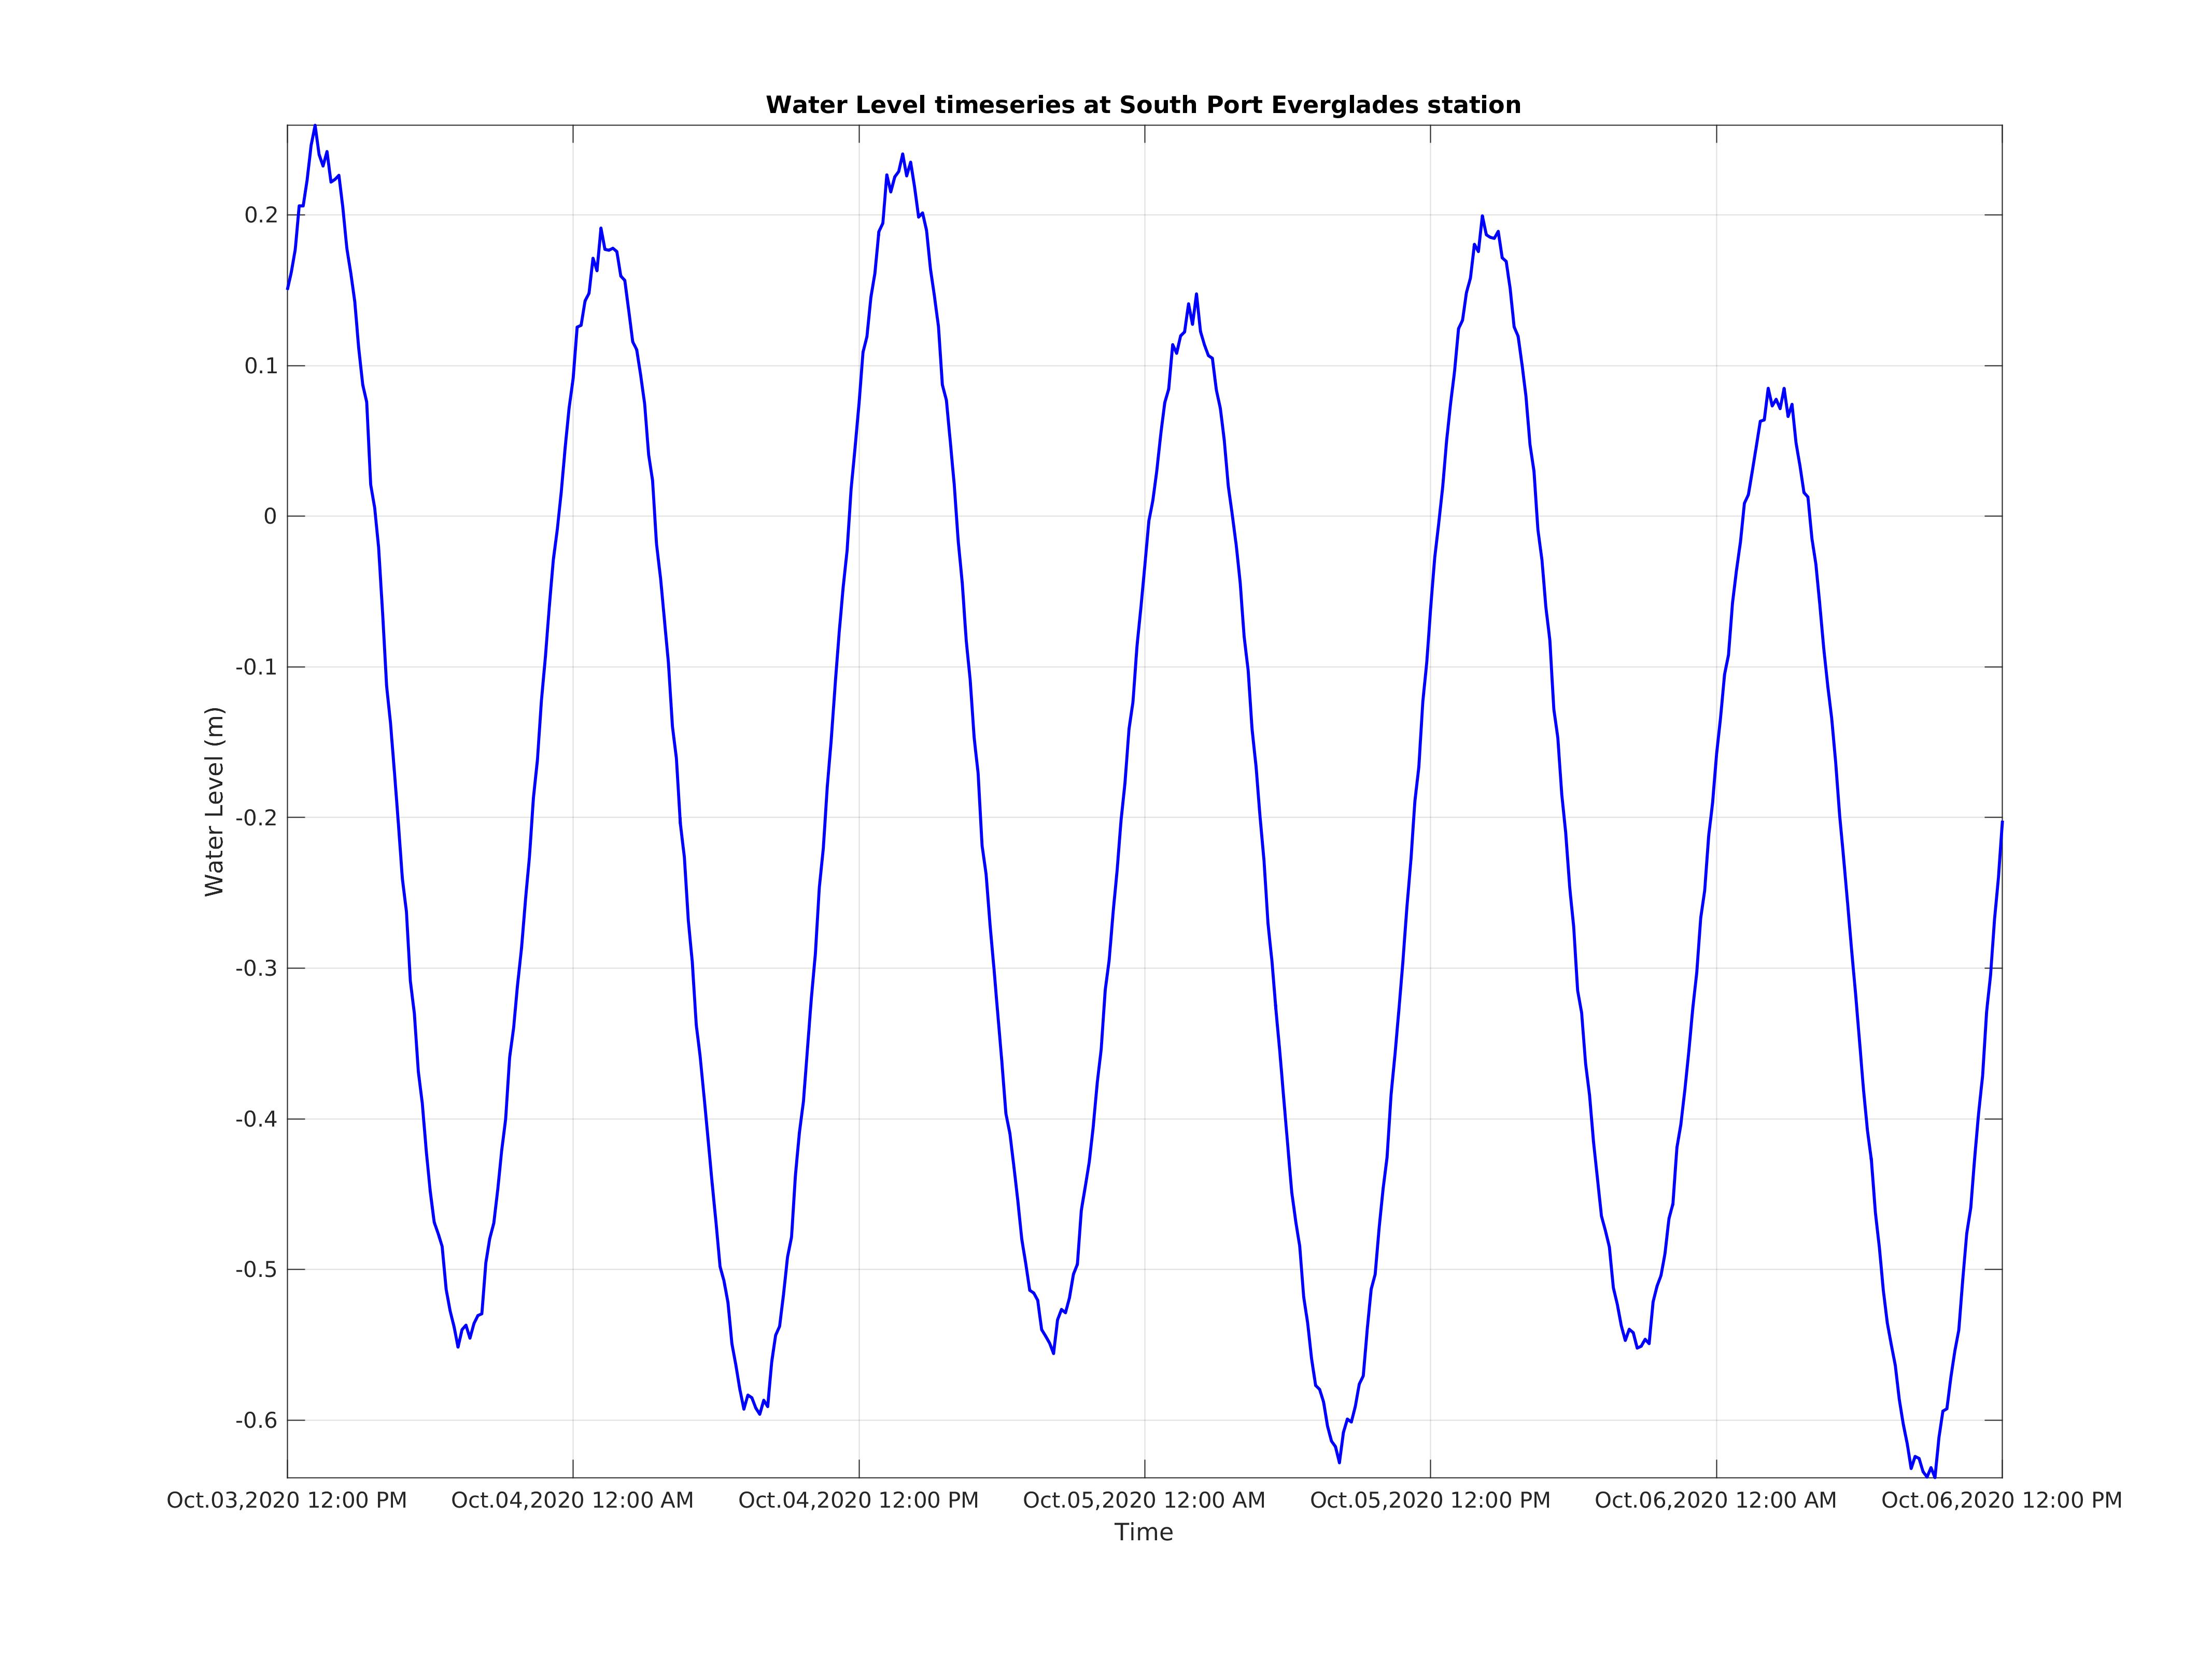 Water Level timeseries at South Port Everglades station
0.2
0.1
0
-0.1
-0.2
-0.3
-0.4
-0.5
-0.6
Water Level (m)
Oct.03,2020 12:00 PM
Oct.04,2020 12:00 AM
Oct.04,2020 12:00 PM
Oct.05,2020 12:00 AM
Oct.05,2020 12:00 PM
Oct.06,2020 12:00 AM
Oct.06,2020 12:00 PM
Time